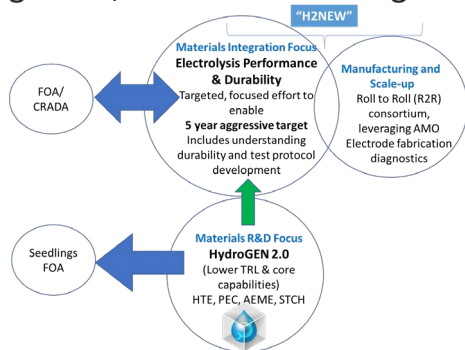 "H2NEW"
Materials Integration Focus
Electrolysis Performance
& Durability
Targeted, focused effort to
enable
5 year aggressive target
Includes understanding
durability and test protocol
development
Manufacturing and
Scale-up
Roll to Roll (R2R)
consortium,
leveraging AMO
Electrode fabrication
diagnostics
FOA/
CRADA
Materials R&D Focus
HydroGEN 2.0
(Lower TRL & core
capabilities)
HTE, PEC, AEME, STCH
Seedlings
FOA